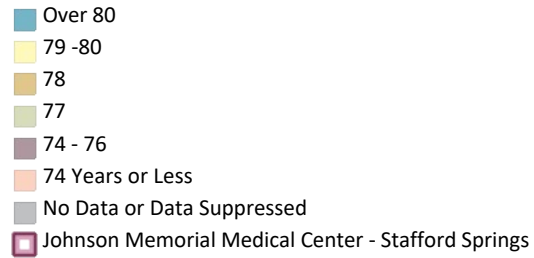 Over 80
79 -80
78
77
74 - 76
74 Years or Less
No Data or Data Suppressed
Johnson Memorial Medical Center - Stafford Springs